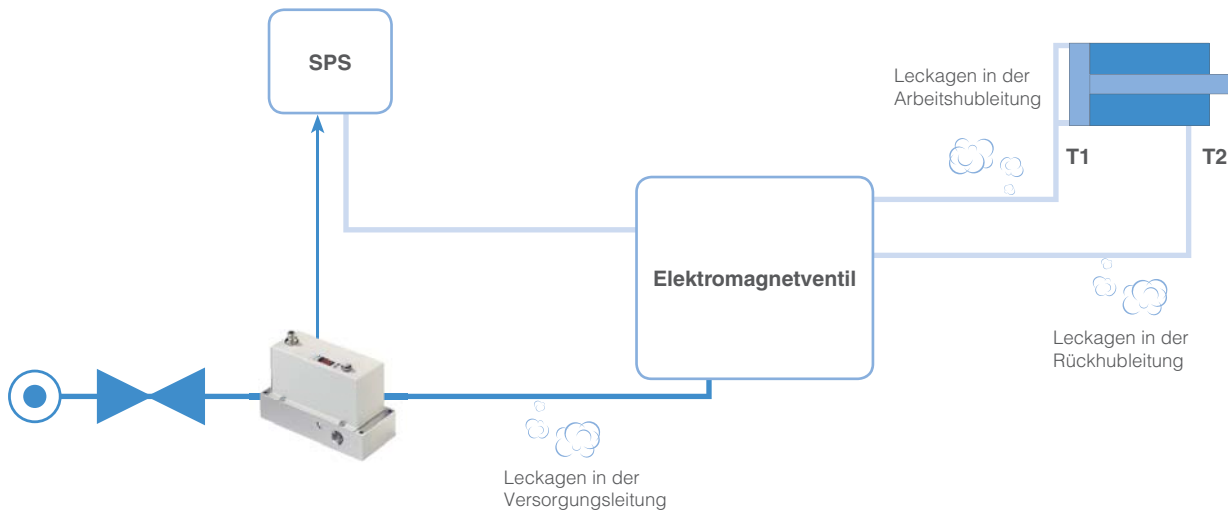 SPS
Leckagen in der
Arbeitshubleitung
T1
T2
Elektromagnetventil
Leckagen in der
Rückhubleitung
Leckagen in der
Versorgungsleitung